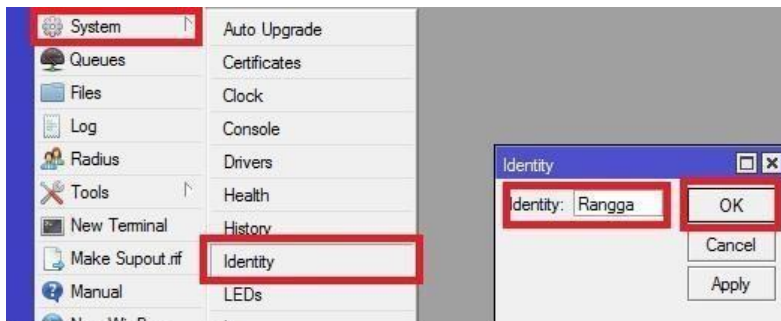 System
Queues
Files
Log
Radius
Tools
New Terminal
Make Supout.rif
Manual
Auto Upgrade
Certificates
Clock
Console
Drivers
Health
History
Identity
LEDs
Identity
Identity: Rangga
OK
Cancel
Apply